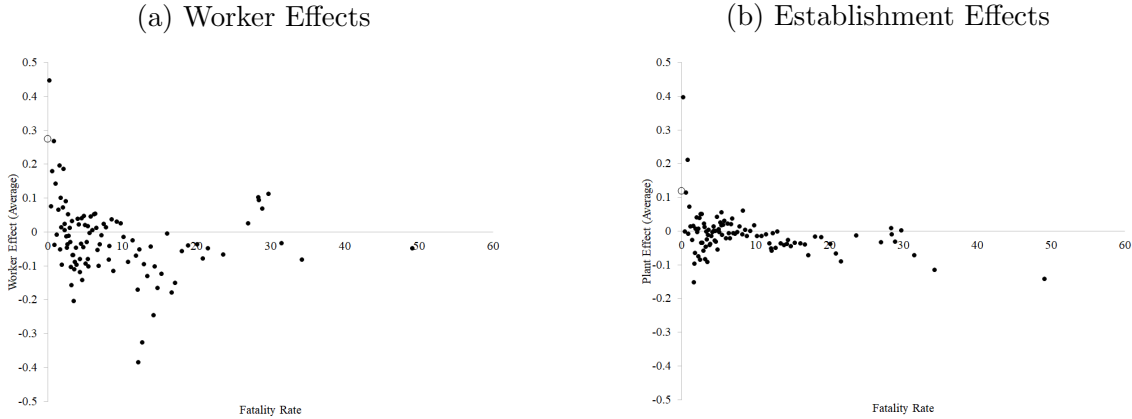 (a) Worker Effects
0.5
0.4
0.3
0.2
0.1
0
-0.1
-0.2
-0.3
-0.4
-0.5
0 10 20 30 40 50 60
Worker Effect (Average)
Fatality Rate
(b) Establishment Effects
0.5
0.4
0.3
0.2
0.1
0
-0.1
-0.2
-0.3
-0.4
-0.5
0 10 20 30 40 50 60
Plant Effect (Average)
Fatality Rate